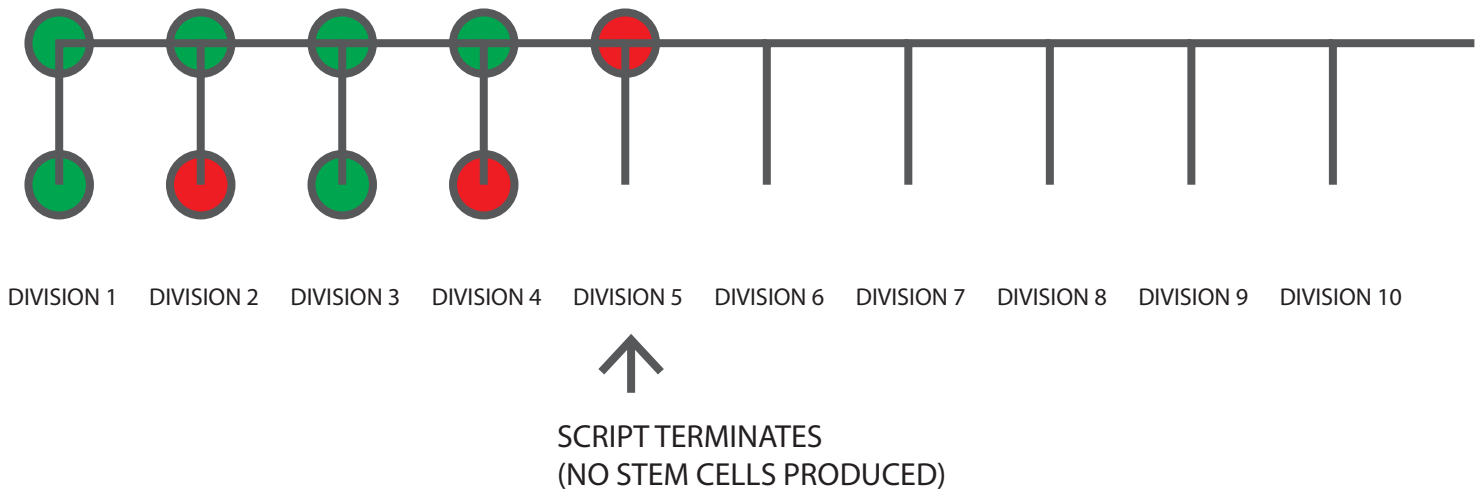 DIVISION 1 DIVISION 2 DIVISION 3 DIVISION 4 DIVISION 5 DIVISION 6 DIVISION 7 DIVISION 8 DIVISION 9 DIVISION 10
SCRIPT TERMINATES
(NO STEM CELLS PRODUCED)